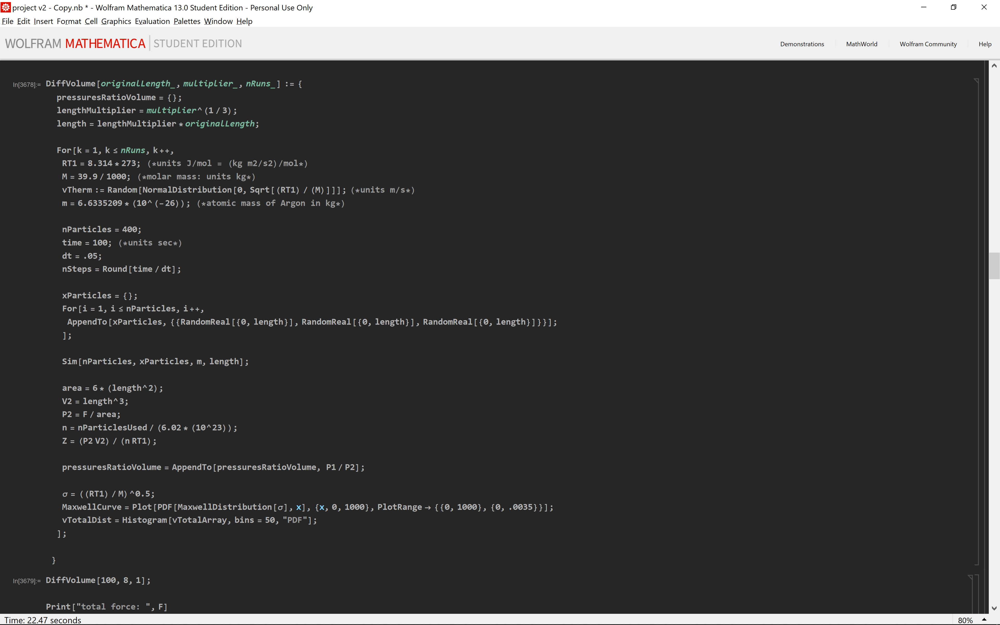 project v2 - Copy.nb * - Wolfram Mathematica 13.0 Student Edition - Personal Use Only
File Edit Insert Format Cell Graphics Evaluation Palettes Window Help
WOLFRAM MATHEMATICA STUDENT EDITION Demonstrations MathWorld Wolfram Community Help
In[3678]:= DiffVolume[originalLength_, multiplier_, nRuns_] := {
pressuresRatioVolume = {};
lengthMultiplier = multiplier^(1/3);
length = lengthMultiplier*originalLength;
For[k = 1, k ≤ nRuns, k++,
RT1 = 8.314*273; (*units J/mol = (kg m2/s2)/mol*)
M = 39.9/1000; (*molar mass: units kg*)
vTherm := Random[NormalDistribution[0, Sqrt[(RT1) / (M)]]]; (*units m/s*)
m = 6.6335209*(10^(-26)); (*atomic mass of Argon in kg*)
nParticles = 400;
time = 100; (*units sec*)
dt = .05;
nSteps = Round[time/dt];
xParticles = {};
For[i = 1, i ≤ nParticles, i++,
AppendTo[xParticles, {{RandomReal[{0, length}], RandomReal[{0, length}], RandomReal[{0, length}]}}];
];
Sim[nParticles, xParticles, m, length];
area = 6*(length^2);
V2 = length^3;
P2 = F/area;
n = nParticlesUsed/(6.02*(10^23));
Z = (P2 V2) / (n RT1);
pressuresRatioVolume = AppendTo[pressuresRatioVolume, P1/P2];
σ = ((RT1)/M)^0.5;
MaxwellCurve = Plot[PDF[MaxwellDistribution[σ], x], {x, 0, 1000}, PlotRange → {{0, 1000}, {0, .0035}}];
vTotalDist = Histogram[vTotalArray, bins = 50, "PDF"];
];
}
In[3679]:= DiffVolume[100, 8, 1];
Print["total force: ", F]
Time: 22.47 seconds 80%